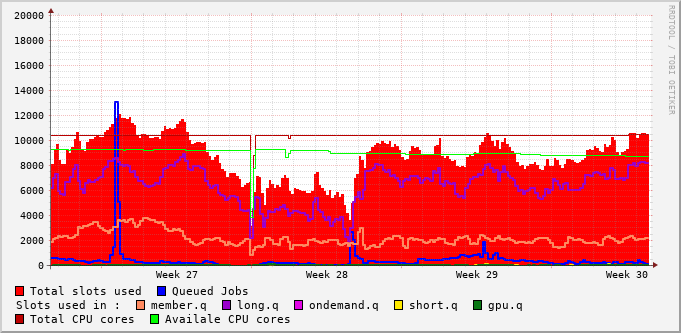 20000
18000
16000
14000
12000
10000
8000
6000
4000
2000
0
Week 27 Week 28 Week 29 Week 30
RRDTOOL / TOBI OETIKER
Total slots used Queued Jobs
Slots used in : member.q long.q ondemand.q short.q gpu.q
Total CPU cores Availale CPU cores